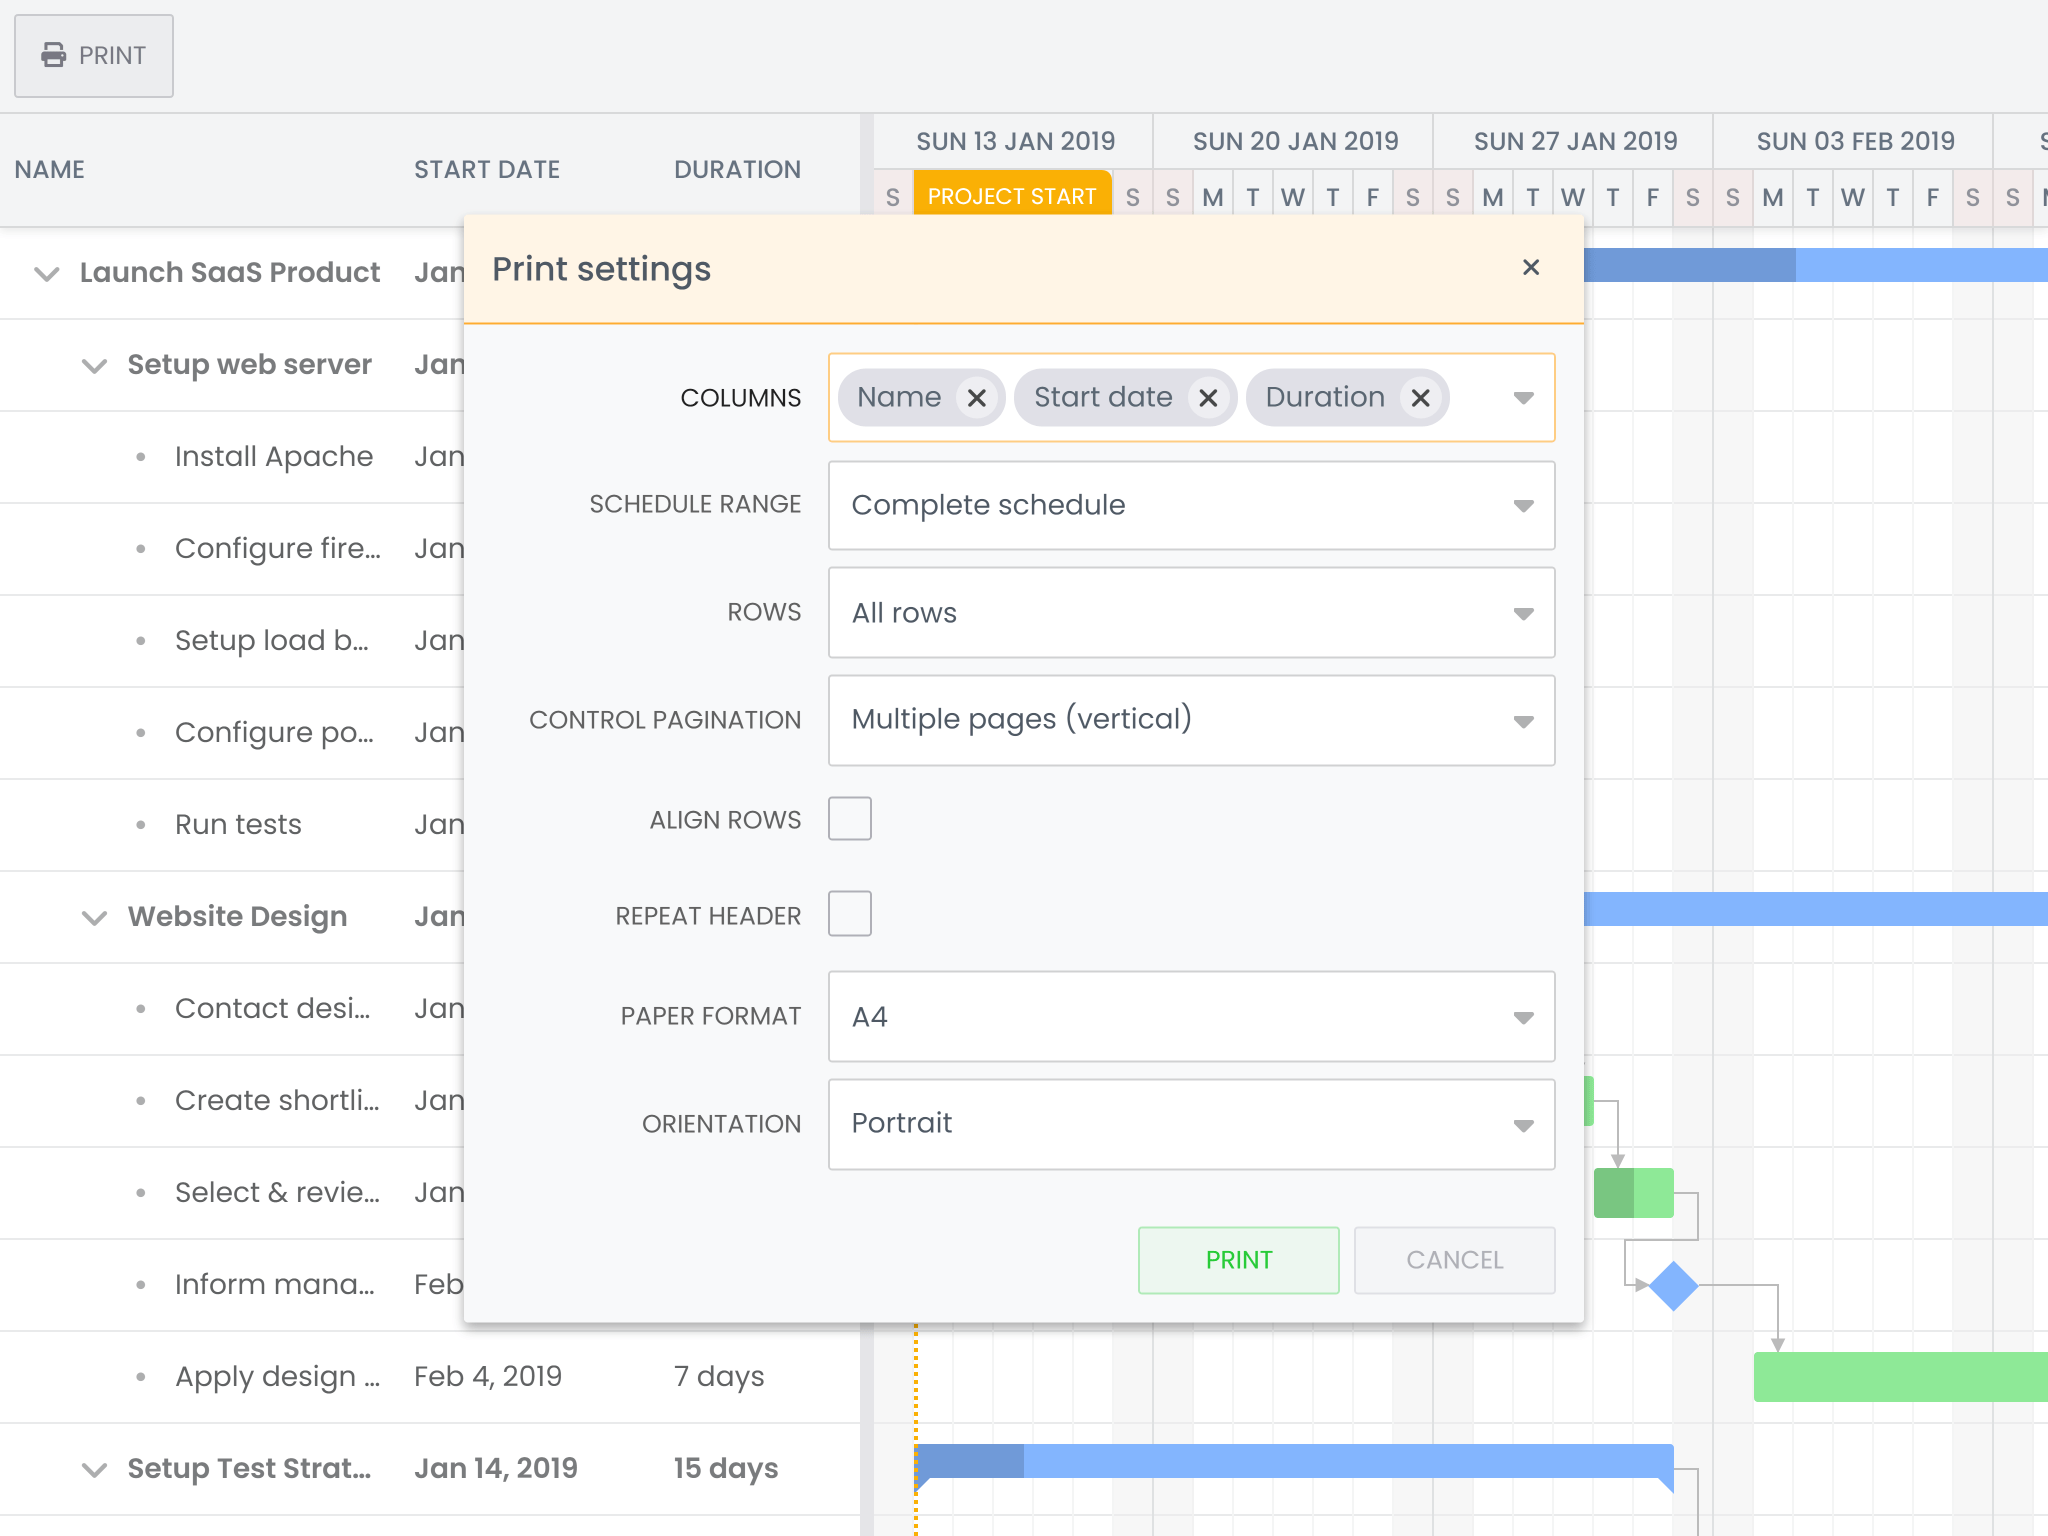 PRINT
NAME START DATE DURATION
SUN 13 JAN 2019 SUN 20 JAN 2019 SUN 27 JAN 2019 SUN 03 FEB 2019 S
S PROJECT START S S M T W T F S S M T W T F S S M T W T F S S M
Launch SaaS Product Jan
Print settings
Setup web server Jan
COLUMNS Name Start date Duration
Install Apache Jan
SCHEDULE RANGE Complete schedule
Configure fire... Jan
ROWS All rows
Setup load b... Jan
CONTROL PAGINATION Multiple pages (vertical)
Configure po... Jan
ALIGN ROWS
Run tests Jan
REPEAT HEADER
Website Design Jan
PAPER FORMAT A4
Contact desi... Jan
Create shortli... Jan
ORIENTATION Portrait
Select & revie... Jan
PRINT CANCEL
Inform mana... Feb
Apply design ... Feb 4, 2019 7 days
Setup Test Strat... Jan 14, 2019 15 days